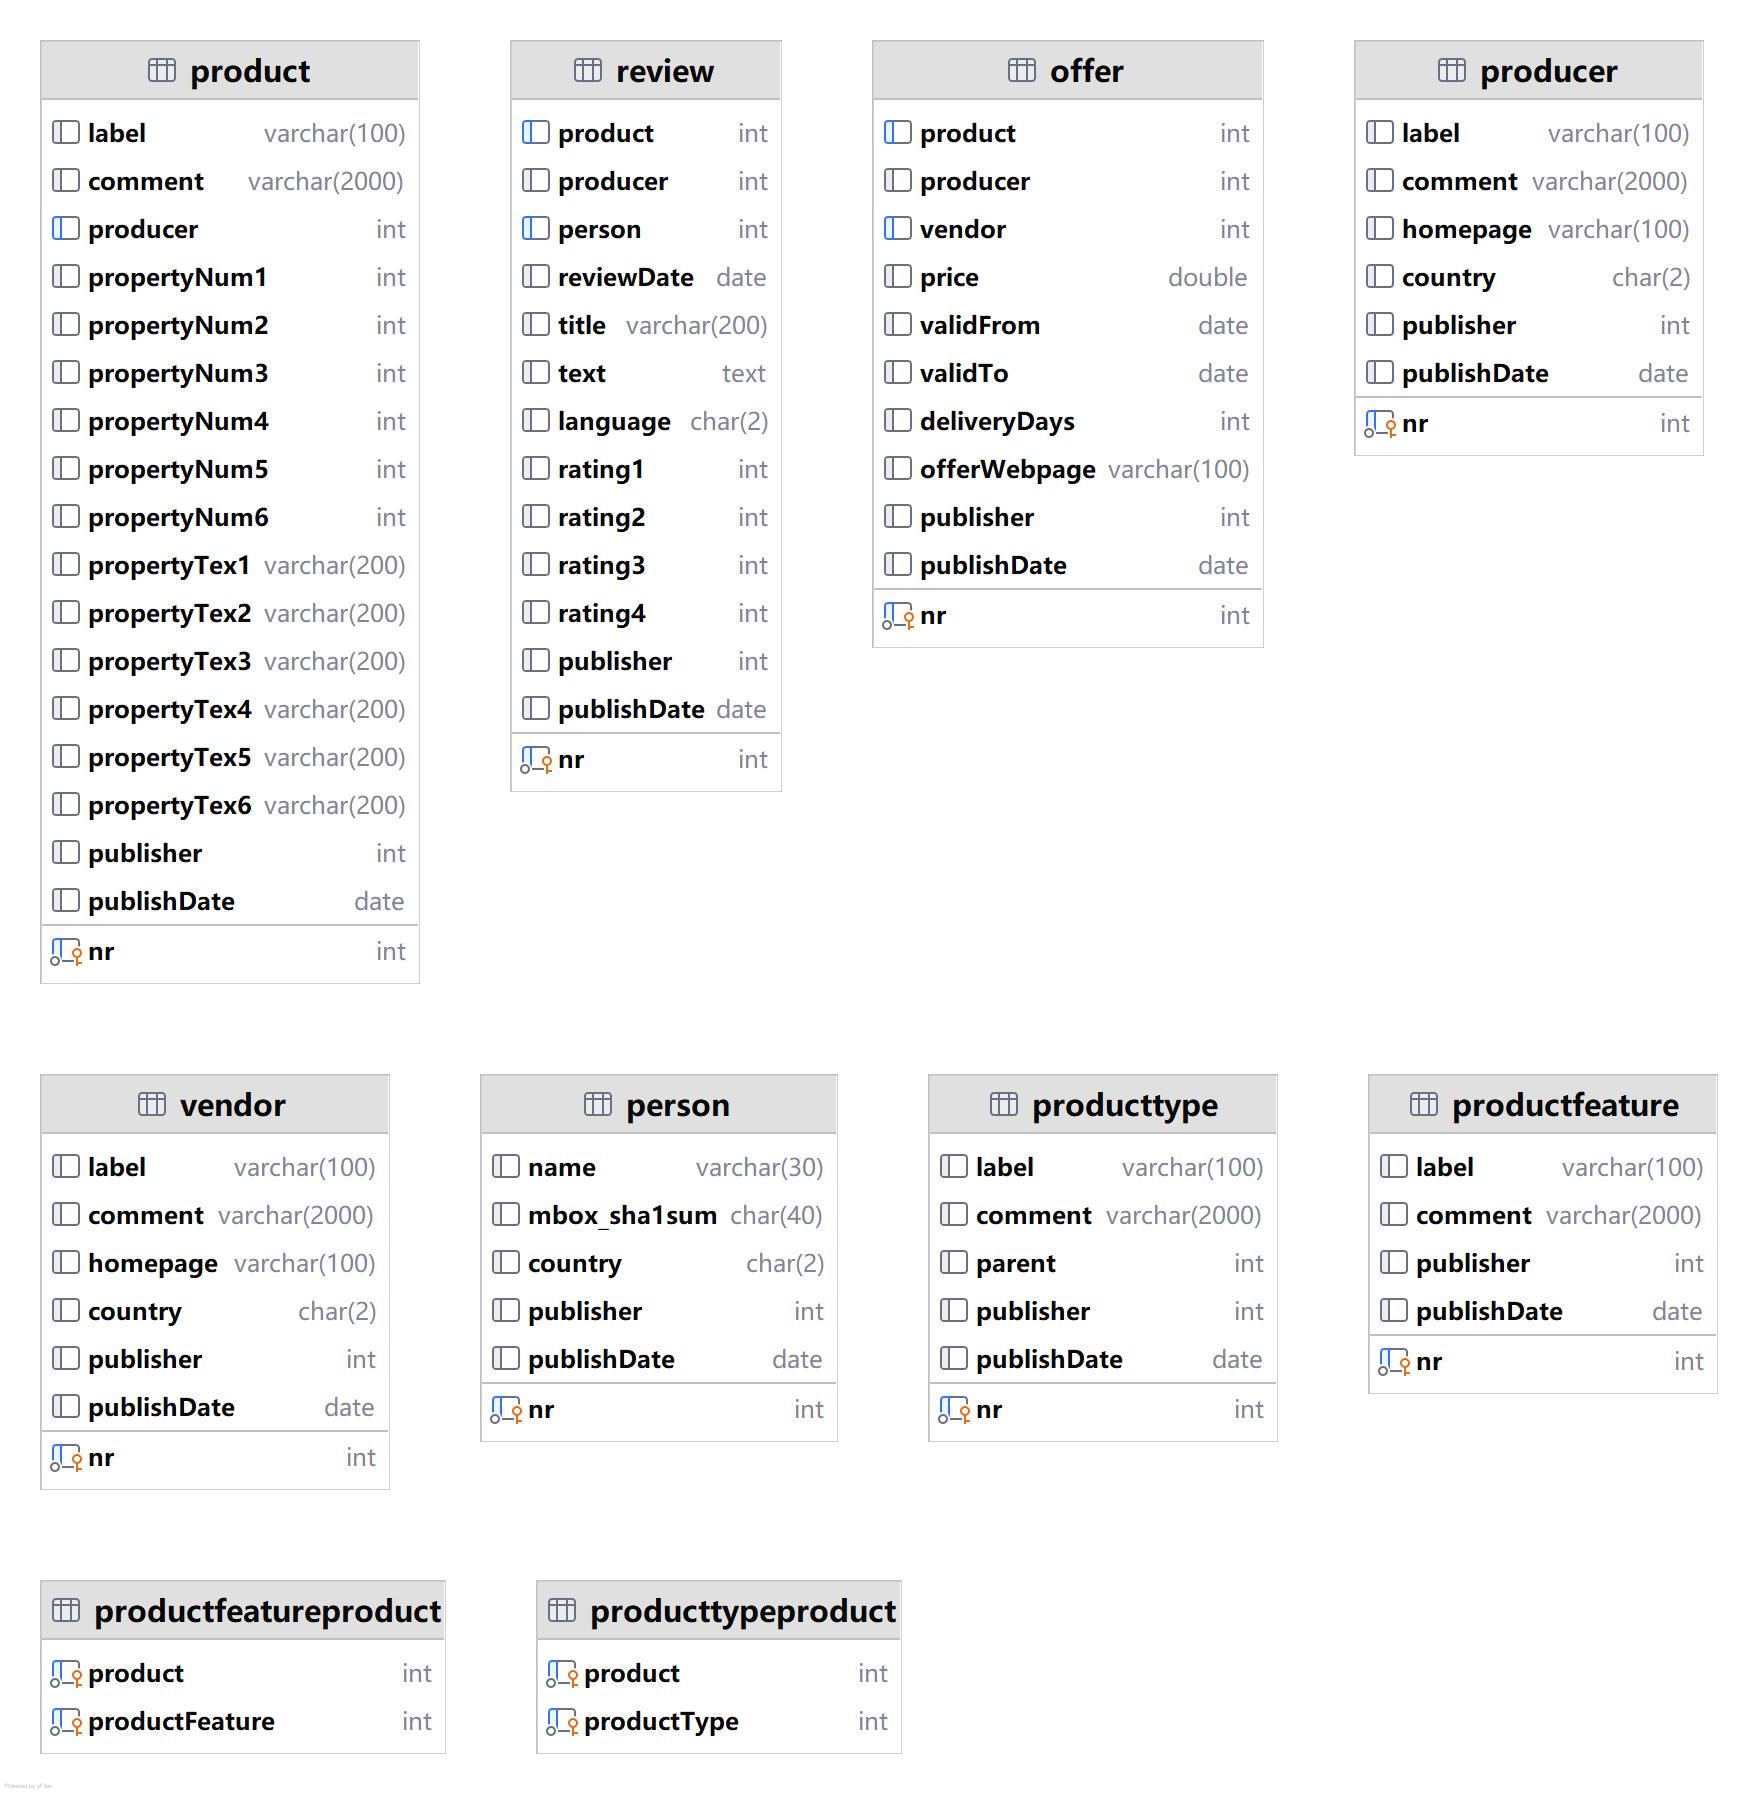 product
label varchar(100)
comment varchar(2000)
producer int
propertyNum1 int
propertyNum2 int
propertyNum3 int
propertyNum4 int
propertyNum5 int
propertyNum6 int
propertyTex1 varchar(200)
propertyTex2 varchar(200)
propertyTex3 varchar(200)
propertyTex4 varchar(200)
propertyTex5 varchar(200)
propertyTex6 varchar(200)
publisher int
publishDate date
nr int
review
product int
producer int
person int
reviewDate date
title varchar(200)
text text
language char(2)
rating1 int
rating2 int
rating3 int
rating4 int
publisher int
publishDate date
nr int
offer
product int
producer int
vendor int
price double
validFrom date
validTo date
deliveryDays int
offerWebpage varchar(100)
publisher int
publishDate date
nr int
producer
label varchar(100)
comment varchar(2000)
homepage varchar(100)
country char(2)
publisher int
publishDate date
nr int
vendor
label varchar(100)
comment varchar(2000)
homepage varchar(100)
country char(2)
publisher int
publishDate date
nr int
person
name varchar(30)
mbox_sha1sum char(40)
country char(2)
publisher int
publishDate date
nr int
producttype
label varchar(100)
comment varchar(2000)
parent int
publisher int
publishDate date
nr int
productfeature
label varchar(100)
comment varchar(2000)
publisher int
publishDate date
nr int
productfeatureproduct
product int
productFeature int
producttypeproduct
product int
productType int
Powered by yFiles